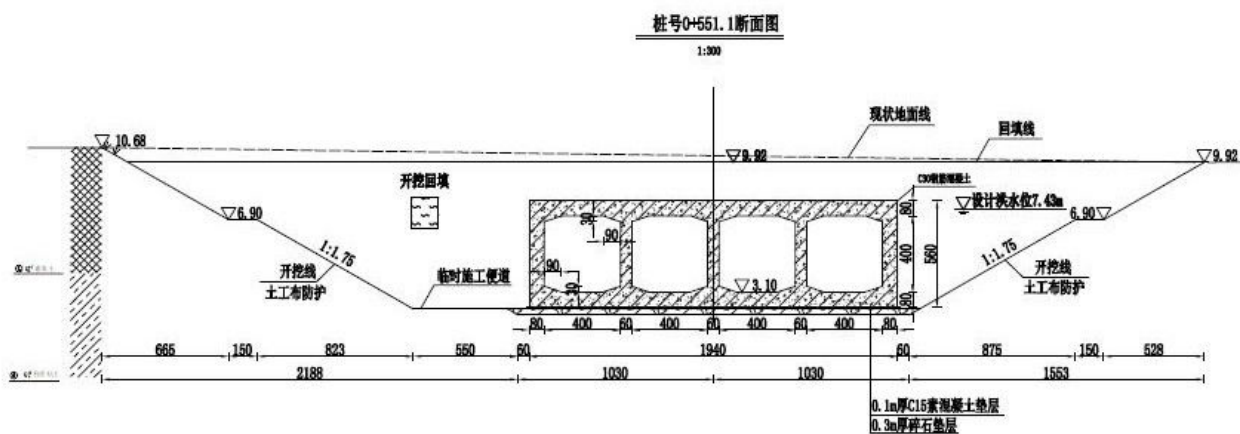 桩号0+551.1断面图
1:300
现状地面线
回填线
10.68
9.92
9.92
开挖回填
C30钢筋混凝土
设计洪水位7.43m
6.90
6.90
30
90
80
400
560
80
1:1.75
1:1.75
开挖线
土工布防护
临时施工便道
90
30
3.10
开挖线
土工布防护
80 400 60 400 60 400 60 400 80
665 150 823 550 60 1940 60 875 150 528
2188 1030 1030 1553
0.1m厚C15素混凝土垫层
0.3m厚碎石垫层